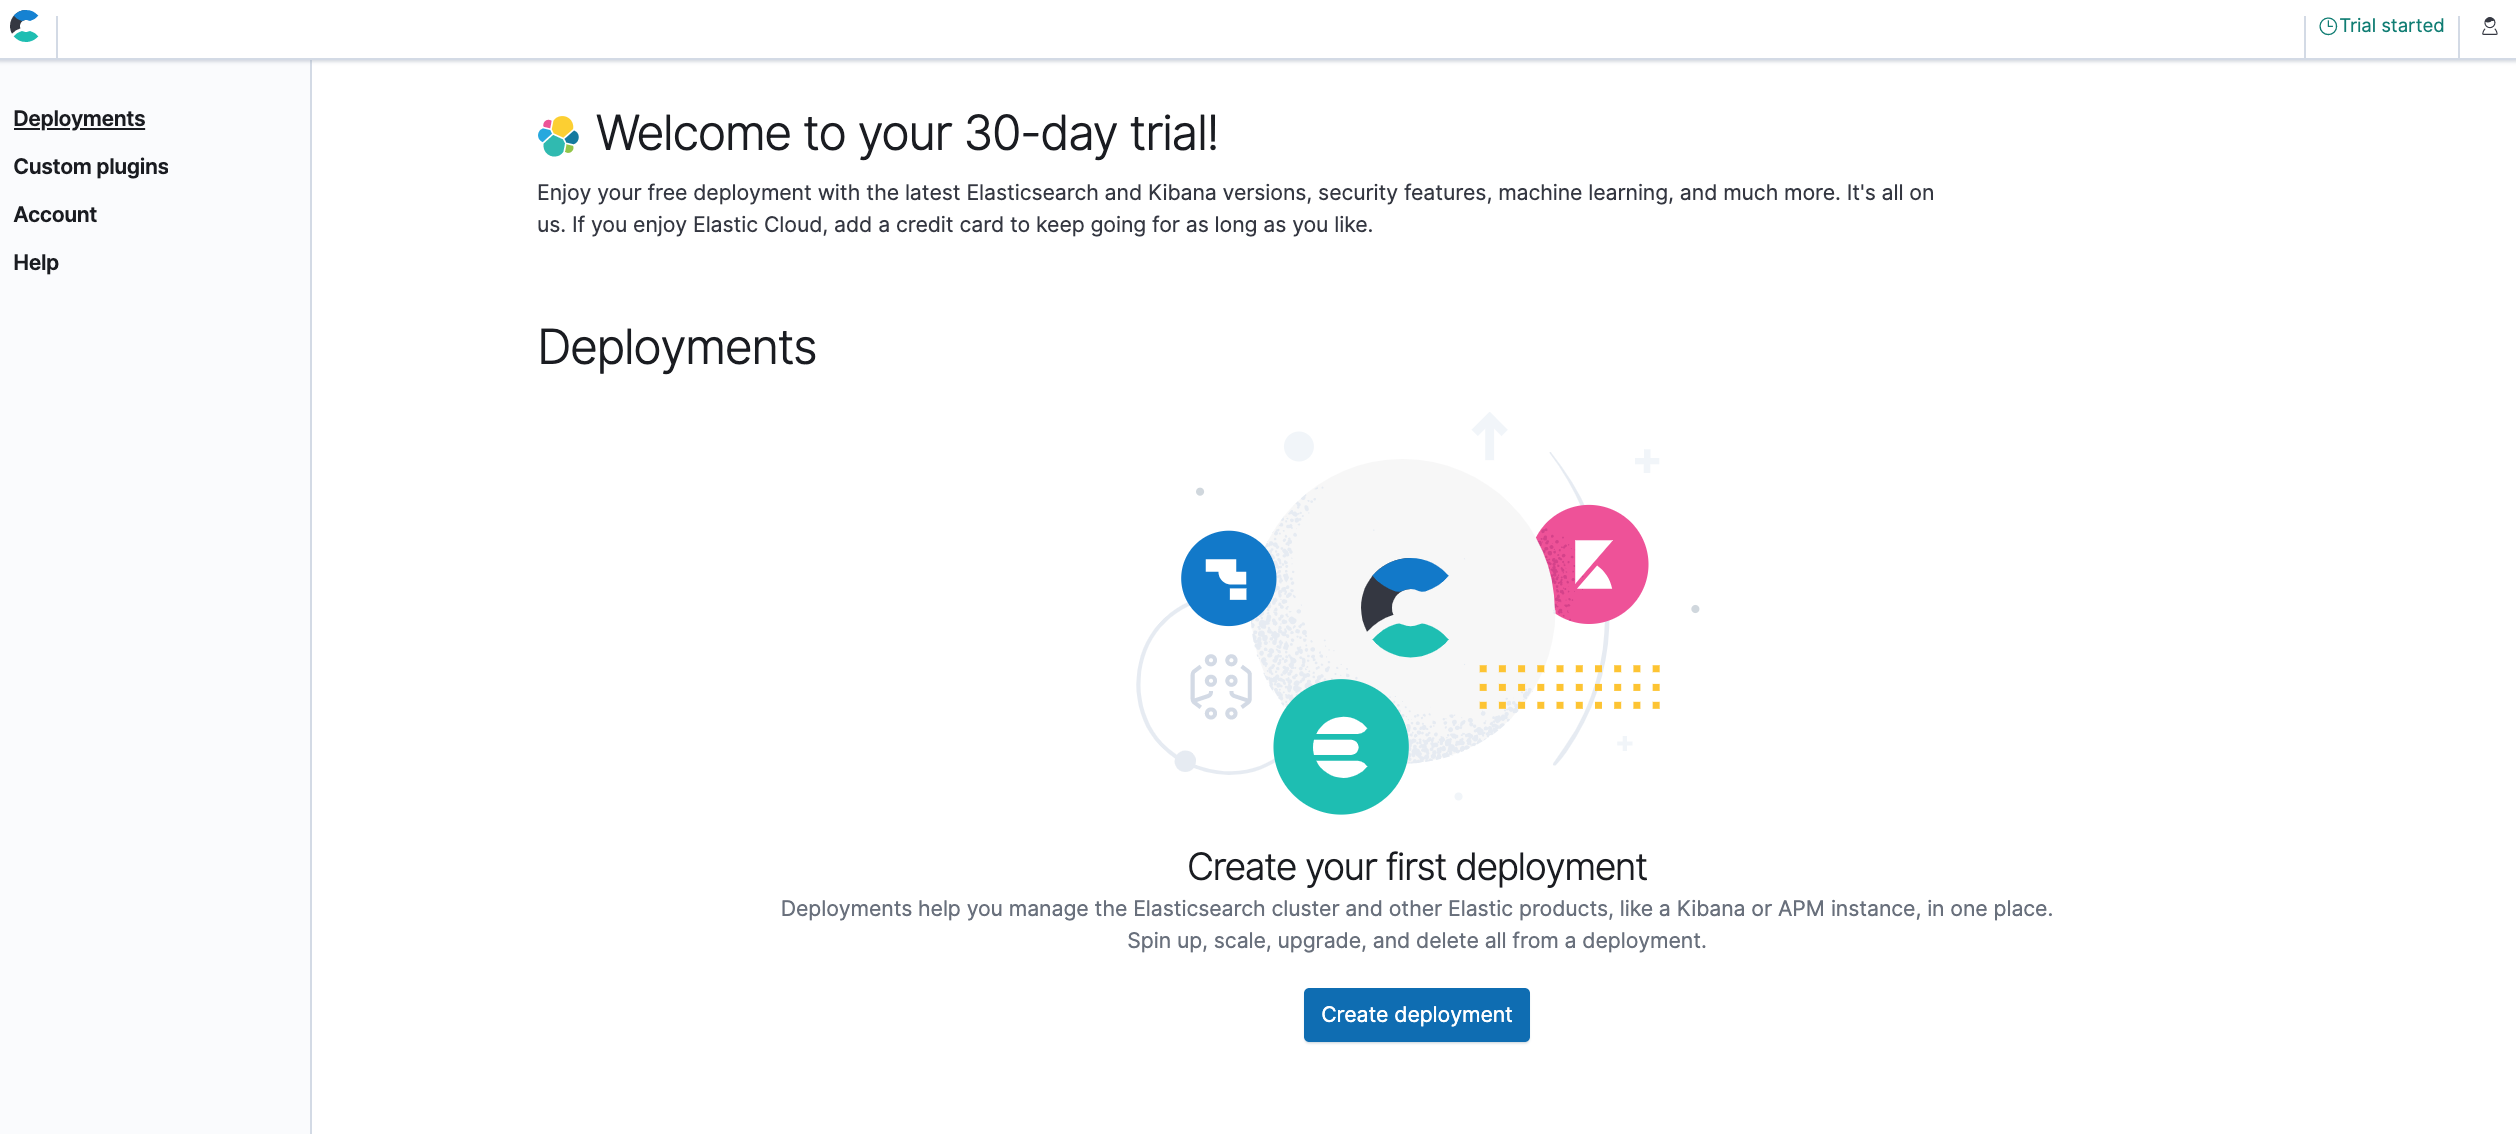 Trial started
Deployments
Custom plugins
Account
Help
Welcome to your 30-day trial!
Enjoy your free deployment with the latest Elasticsearch and Kibana versions, security features, machine learning, and much more. It's all on
us. If you enjoy Elastic Cloud, add a credit card to keep going for as long as you like.
Deployments
Create your first deployment
Deployments help you manage the Elasticsearch cluster and other Elastic products, like a Kibana or APM instance, in one place.
Spin up, scale, upgrade, and delete all from a deployment.
Create deployment